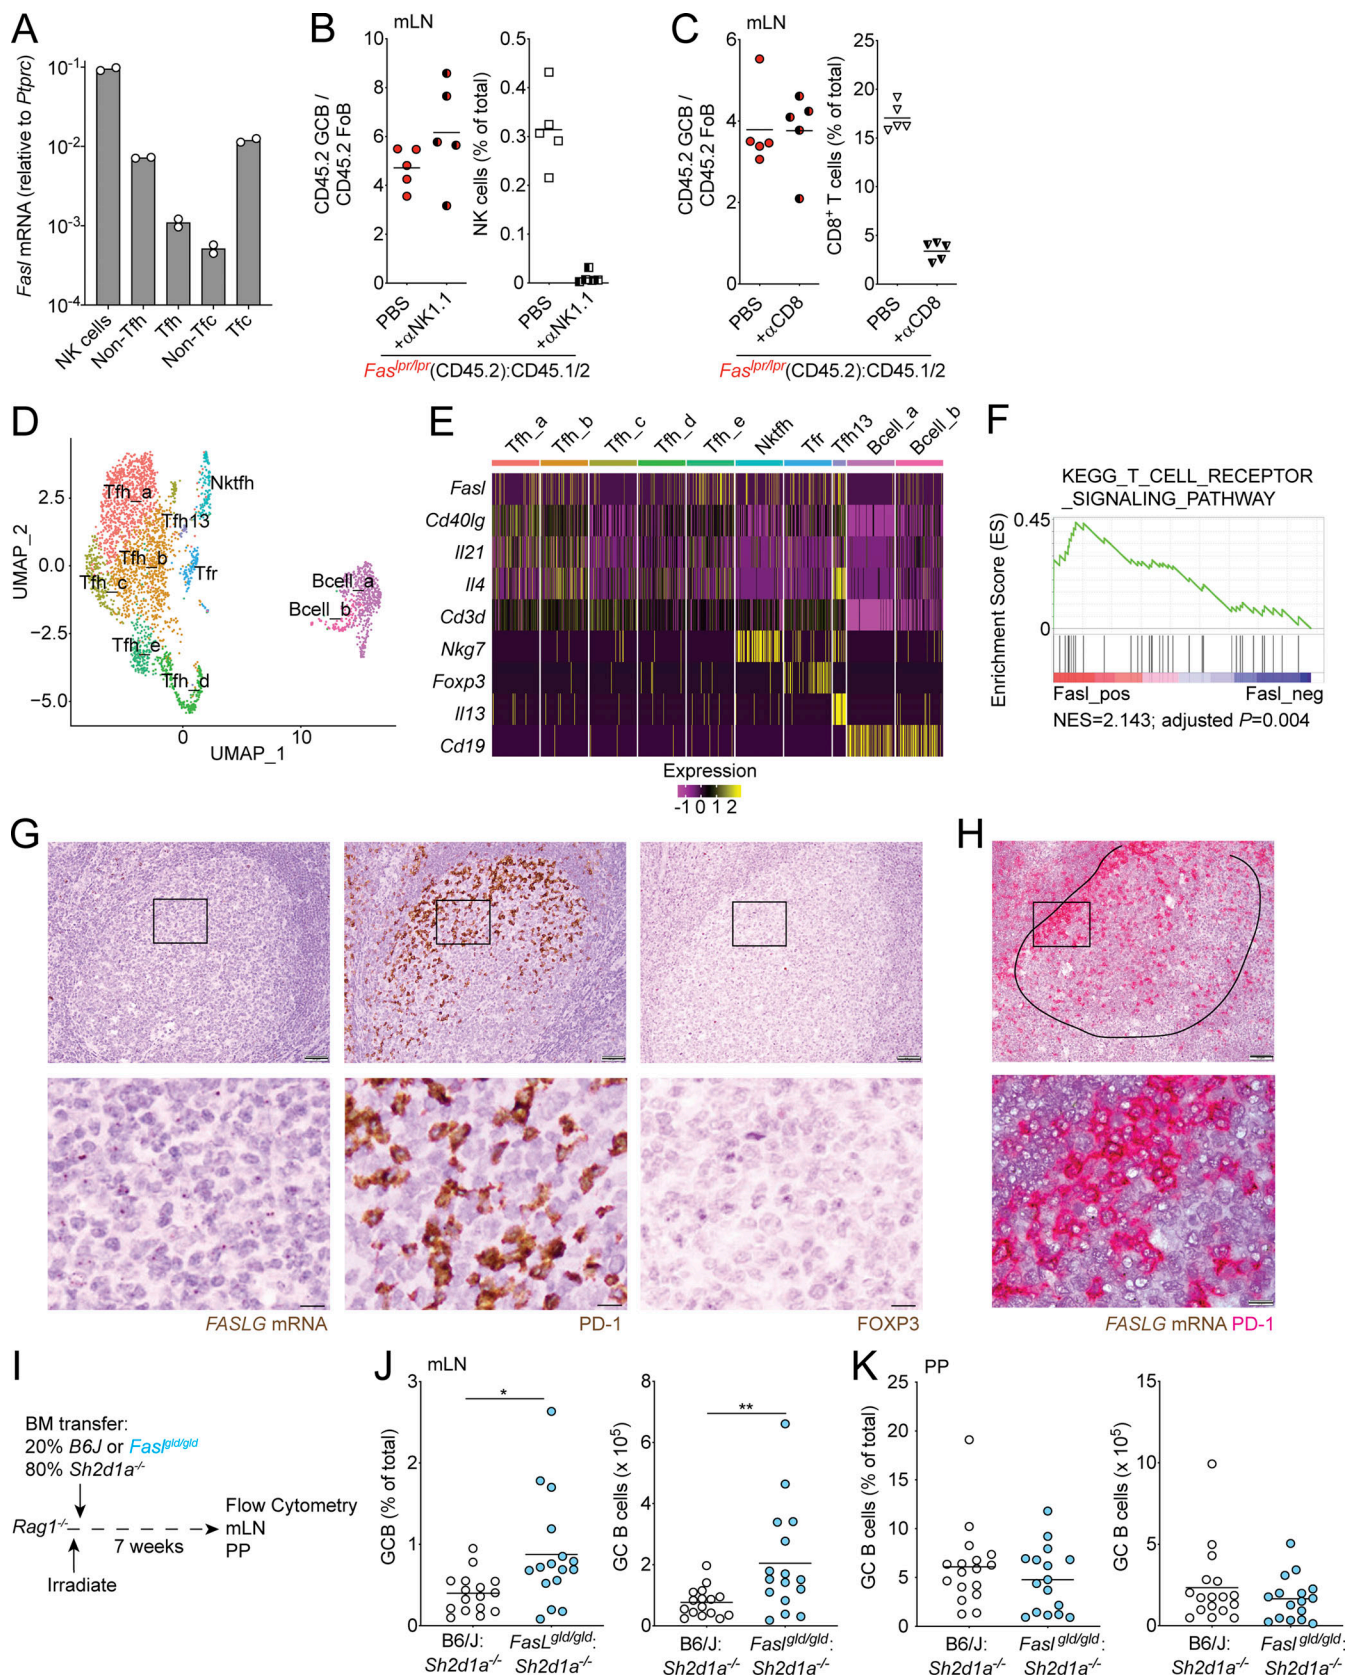 A
Fasl mRNA (relative to Ptprc)
10⁻¹
10⁻²
10⁻³
10⁻⁴
NK cells
Non-Tfh
Tfh
Non-Tfc
Tfc
B
mLN
CD45.2 GCB /
CD45.2 FoB
10
8
6
4
2
0
PBS
+αNK1.1
NK cells (% of total)
0.5
0.4
0.3
0.2
0.1
0
PBS
+αNK1.1
Fas^lpr/lpr(CD45.2):CD45.1/2
C
mLN
CD45.2 GCB /
CD45.2 FoB
6
4
2
0
PBS
+αCD8
CD8⁺ T cells (% of total)
25
20
15
10
5
0
PBS
+αCD8
Fas^lpr/lpr(CD45.2):CD45.1/2
D
UMAP_2
2.5
0.0
−2.5
−5.0
0
10
UMAP_1
Tfh_a
Nktfh
Tfh13
Tfh_b
Tfh_c
Tfr
Bcell_a
Bcell_b
Tfh_e
Tfh_d
E
Tfh_a
Tfh_b
Tfh_c
Tfh_d
Tfh_e
Nktfh
Tfr
Tfh13
Bcell_a
Bcell_b
Fasl
Cd40lg
Il21
Il4
Cd3d
Nkg7
Foxp3
Il13
Cd19
Expression
-1 0 1 2
F
KEGG_T_CELL_RECEPTOR
_SIGNALING_PATHWAY
Enrichment Score (ES)
0.45
0
Fasl_pos
Fasl_neg
NES=2.143; adjusted P=0.004
G
FASLG mRNA
PD-1
FOXP3
H
FASLG mRNA PD-1
I
BM transfer:
20% B6J or Fasl^gld/gld
80% Sh2d1a⁻/⁻
Rag1⁻/⁻
7 weeks
Irradiate
Flow Cytometry
mLN
PP
J
mLN
GCB (% of total)
3
2
1
0
*
B6/J:
Sh2d1a⁻/⁻
FasL^gld/gld:
Sh2d1a⁻/⁻
GC B cells (x 10⁵)
8
6
4
2
0
**
B6/J:
Sh2d1a⁻/⁻
Fasl^gld/gld:
Sh2d1a⁻/⁻
K
PP
GC B cells (% of total)
25
20
15
10
5
0
B6/J:
Sh2d1a⁻/⁻
Fasl^gld/gld:
Sh2d1a⁻/⁻
GC B cells (x 10⁵)
15
10
5
0
B6/J:
Sh2d1a⁻/⁻
Fasl^gld/gld:
Sh2d1a⁻/⁻